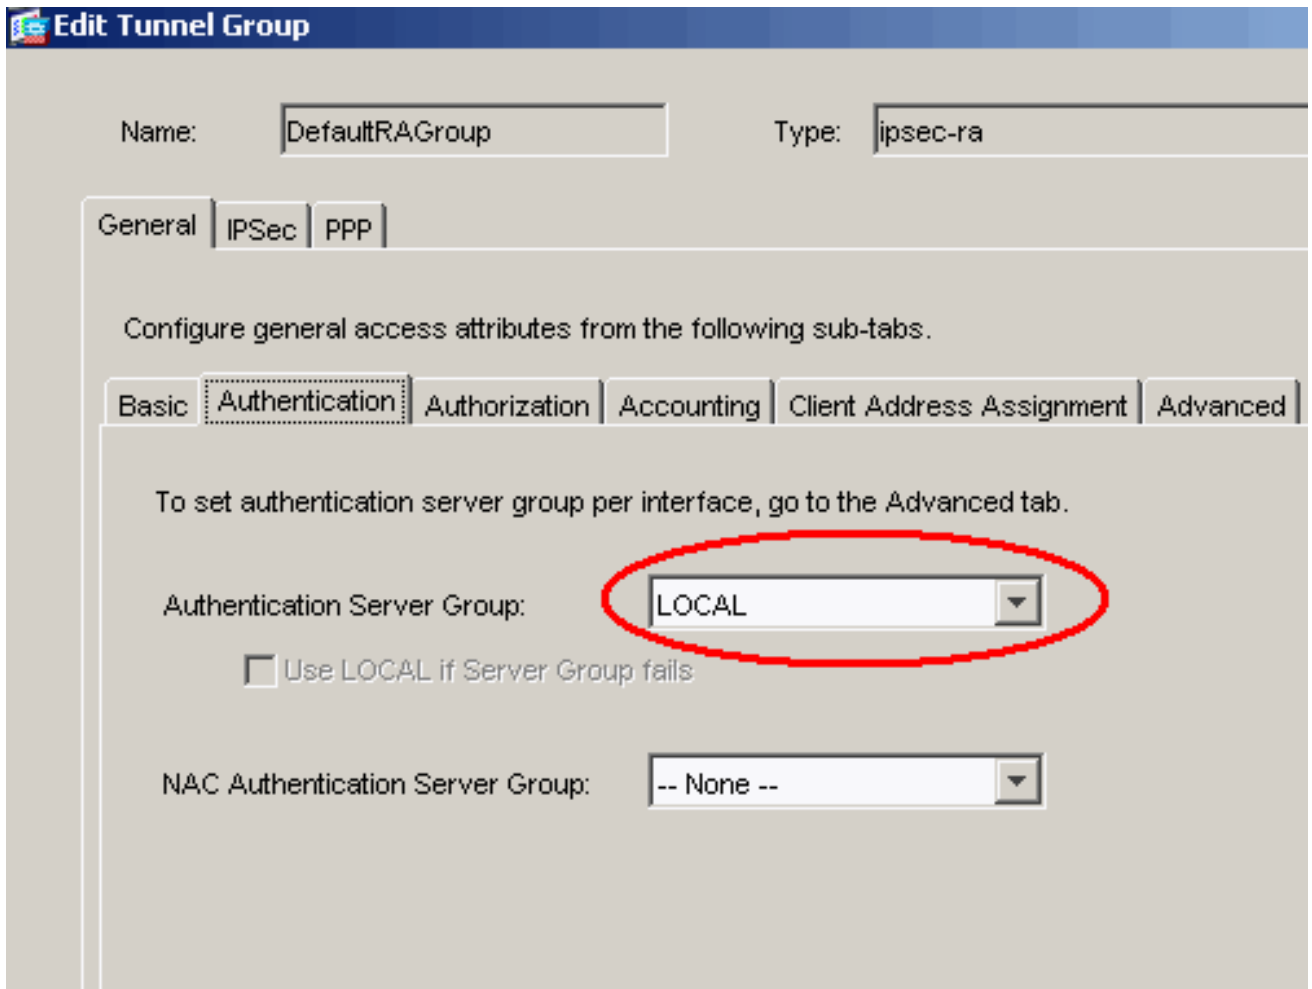 Edit Tunnel Group
Name: DefaultRAGroup Type: ipsec-ra
General IPSec PPP
Configure general access attributes from the following sub-tabs.
Basic Authentication Authorization Accounting Client Address Assignment Advanced
To set authentication server group per interface, go to the Advanced tab.
Authentication Server Group: LOCAL
Use LOCAL if Server Group fails
NAC Authentication Server Group: -- None --